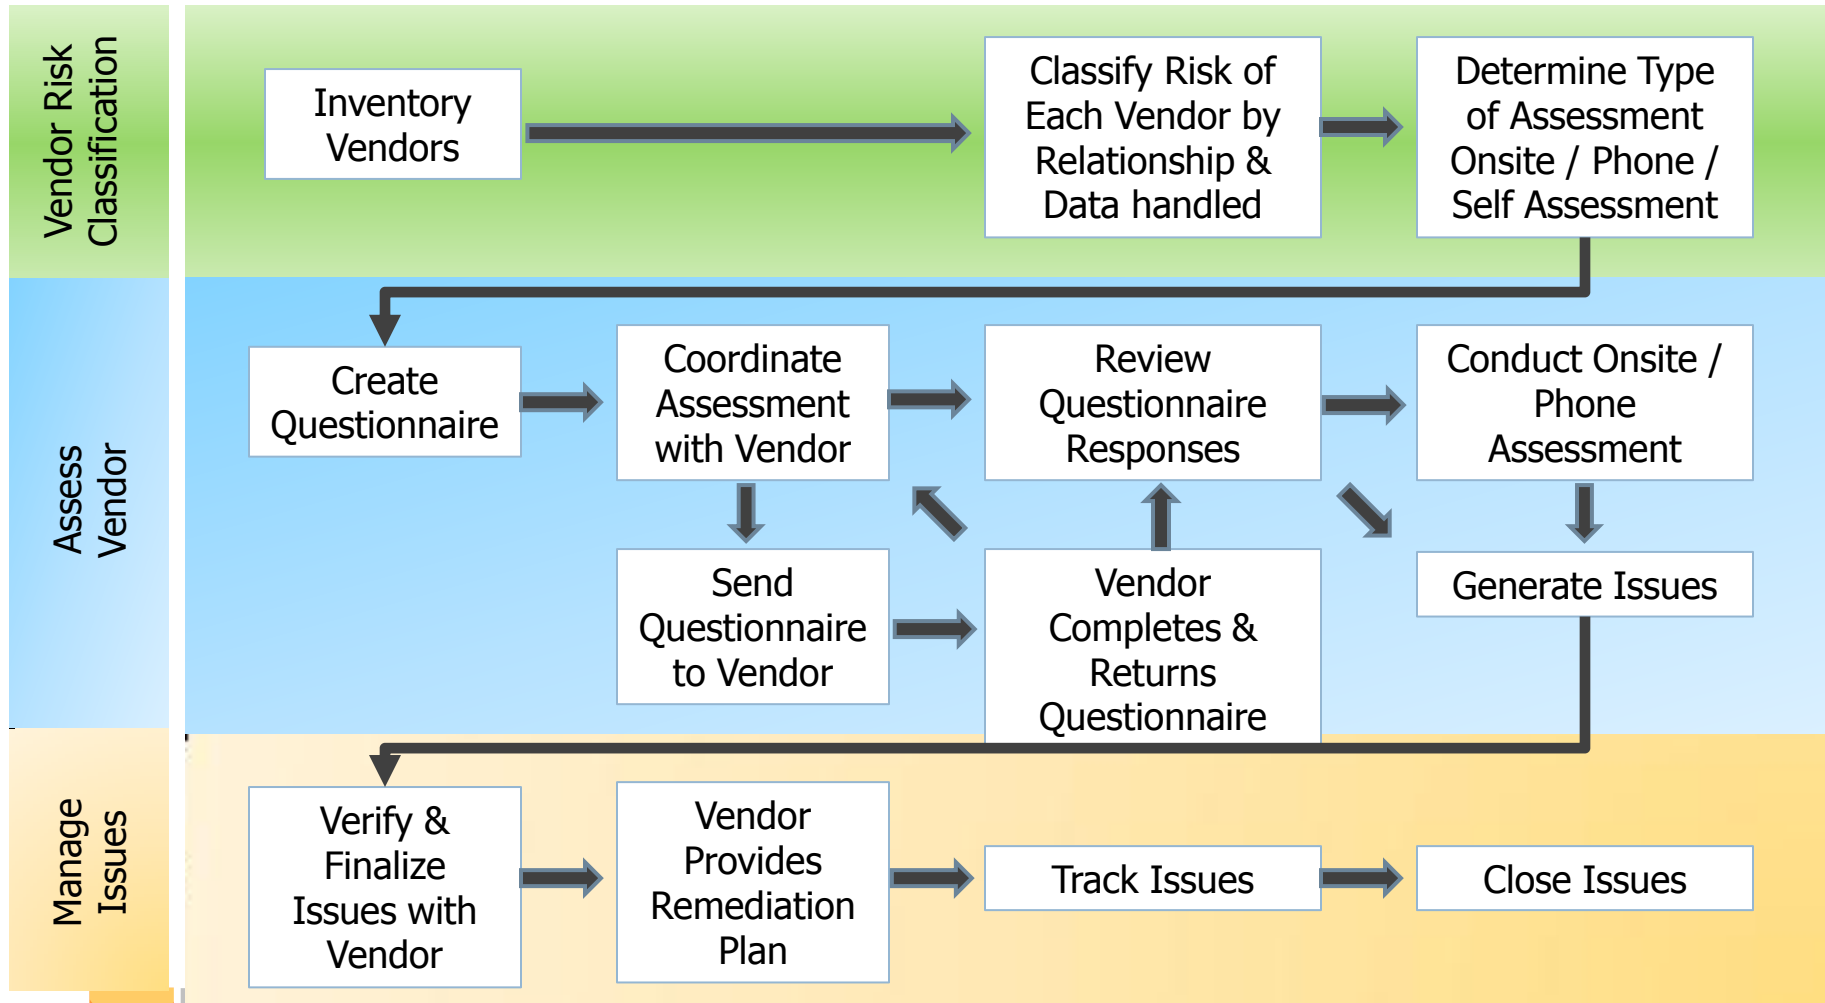 Vendor Risk
Classification
Inventory
Vendors
Classify Risk of
Each Vendor by
Relationship &
Data handled
Determine Type
of Assessment
Onsite / Phone /
Self Assessment
Assess
Vendor
Create
Questionnaire
Coordinate
Assessment
with Vendor
Review
Questionnaire
Responses
Conduct Onsite /
Phone
Assessment
Send
Questionnaire
to Vendor
Vendor
Completes &
Returns
Questionnaire
Generate Issues
Manage
Issues
Verify &
Finalize
Issues with
Vendor
Vendor
Provides
Remediation
Plan
Track Issues
Close Issues